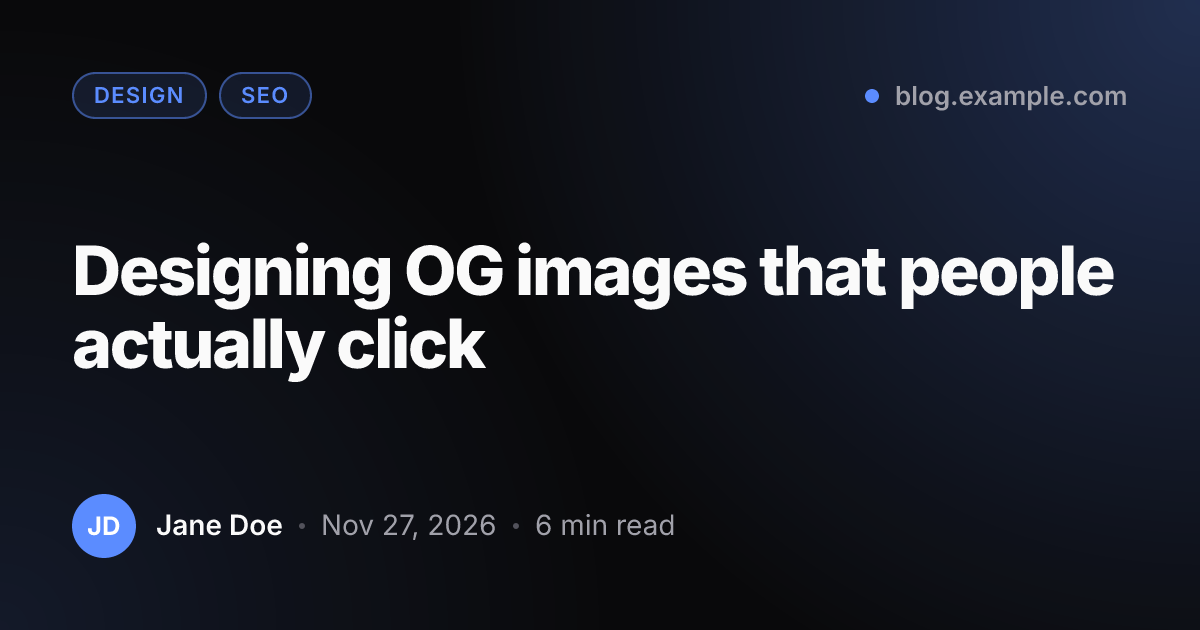 DESIGN SEO blog.example.com
Designing OG images that people
actually click
JD Jane Doe • Nov 27, 2026 • 6 min read